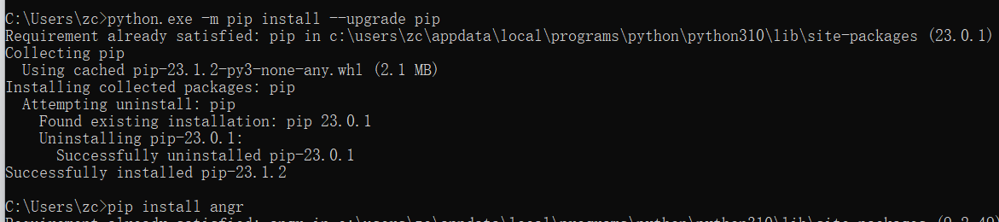 C:\Users\zc>python.exe -m pip install --upgrade pip
Requirement already satisfied: pip in c:\users\zc\appdata\local\programs\python\python310\lib\site-packages (23.0.1)
Collecting pip
  Using cached pip-23.1.2-py3-none-any.whl (2.1 MB)
Installing collected packages: pip
  Attempting uninstall: pip
    Found existing installation: pip 23.0.1
    Uninstalling pip-23.0.1:
      Successfully uninstalled pip-23.0.1
Successfully installed pip-23.1.2
C:\Users\zc>pip install angr
Requirement already satisfied: angr in c:\users\zc\appdata\local\programs\python\python310\lib\site-packages